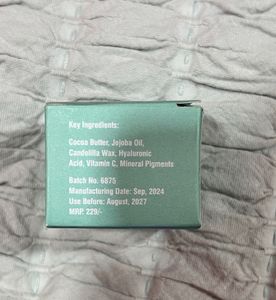 Key Ingredients:
Cocoa Butter, Jojoba Oil,
Candelilla Wax, Hyaluronic
Acid, Vitamin C, Mineral Pigments
Batch No. 6875
Manufacturing Date: Sep, 2024
Use Before: August, 2027
MRP. 229/-